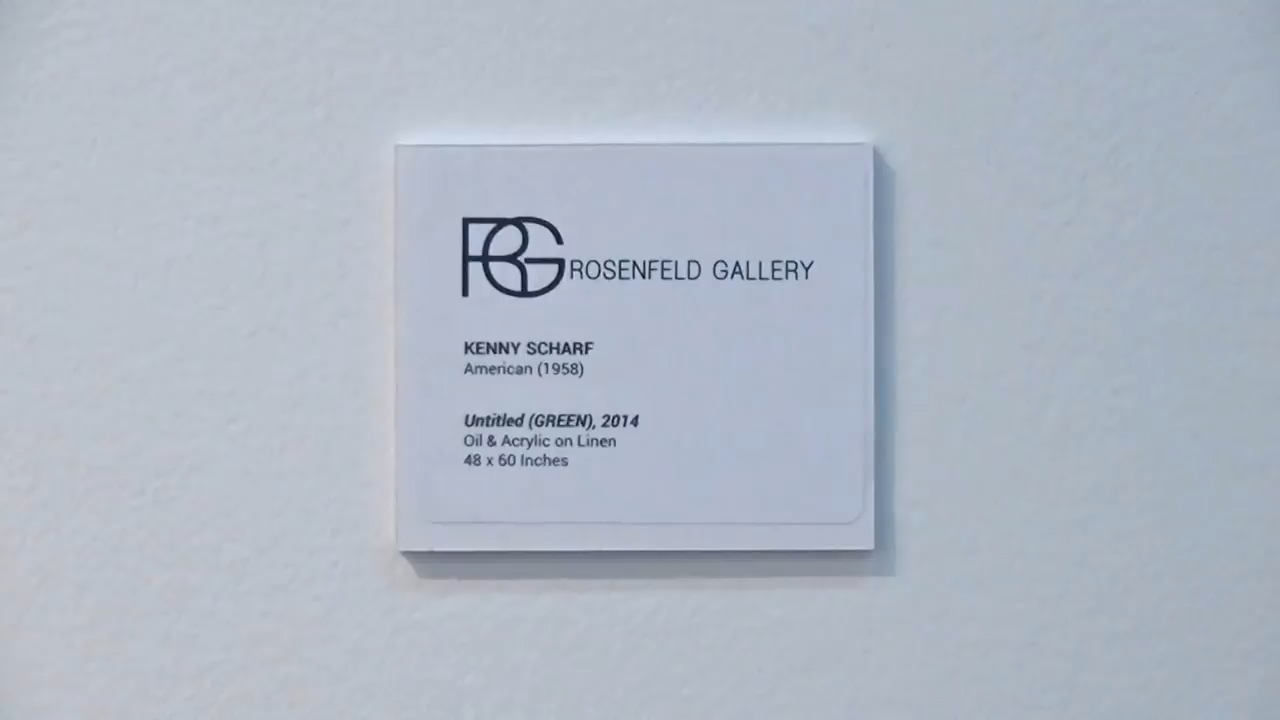 RG ROSENFELD GALLERY
KENNY SCHARF
American (1958)
Untitled (GREEN), 2014
Oil & Acrylic on Linen
48 x 60 Inches